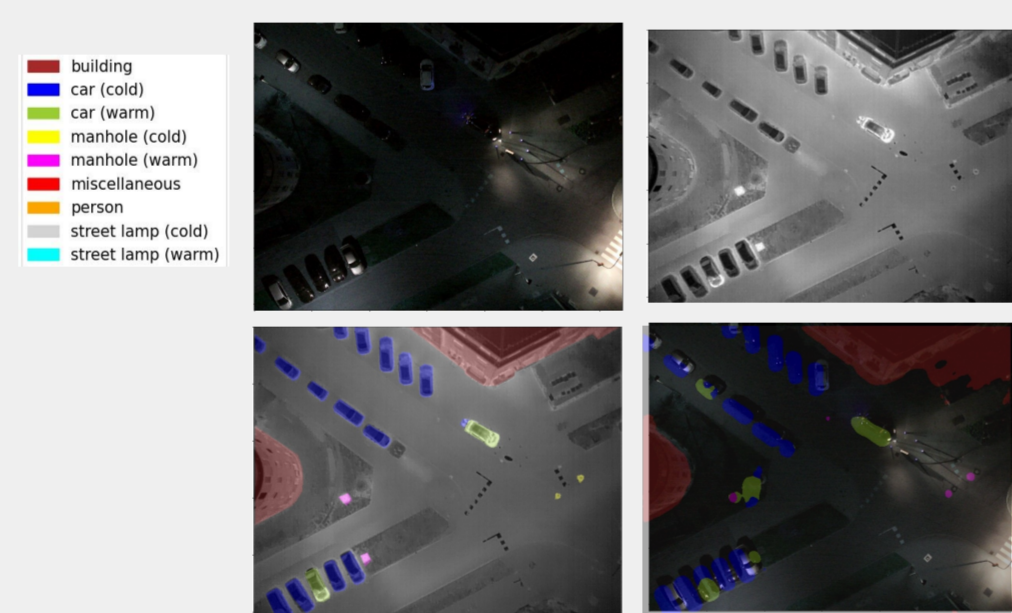 building
car (cold)
car (warm)
manhole (cold)
manhole (warm)
miscellaneous
person
street lamp (cold)
street lamp (warm)